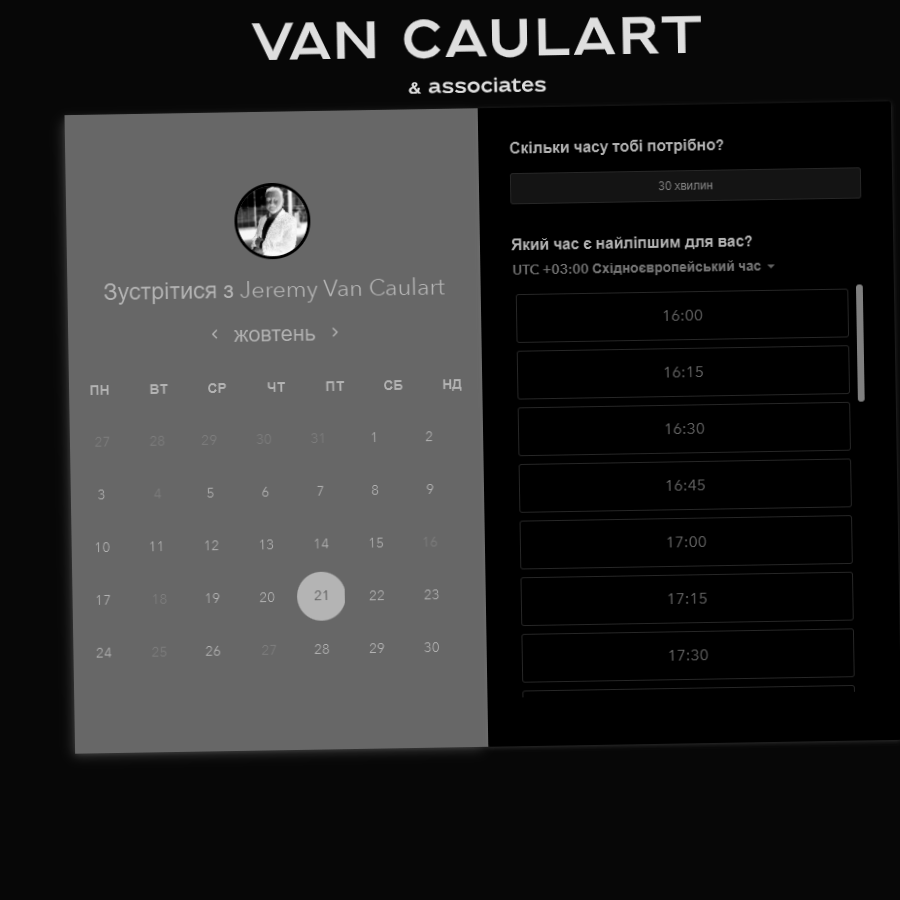 VAN CAULART
& associates
Зустрітися з Jeremy Van Caulart
жовтень
ПН ВТ СР ЧТ ПТ СБ НД
27 28 29 30 31 1 2
3 4 5 6 7 8 9
10 11 12 13 14 15 16
17 18 19 20 21 22 23
24 25 26 27 28 29 30
Скільки часу тобі потрібно?
30 хвилин
Який час є найліпшим для вас?
UTC +03:00 Східноєвропейський час
16:00
16:15
16:30
16:45
17:00
17:15
17:30